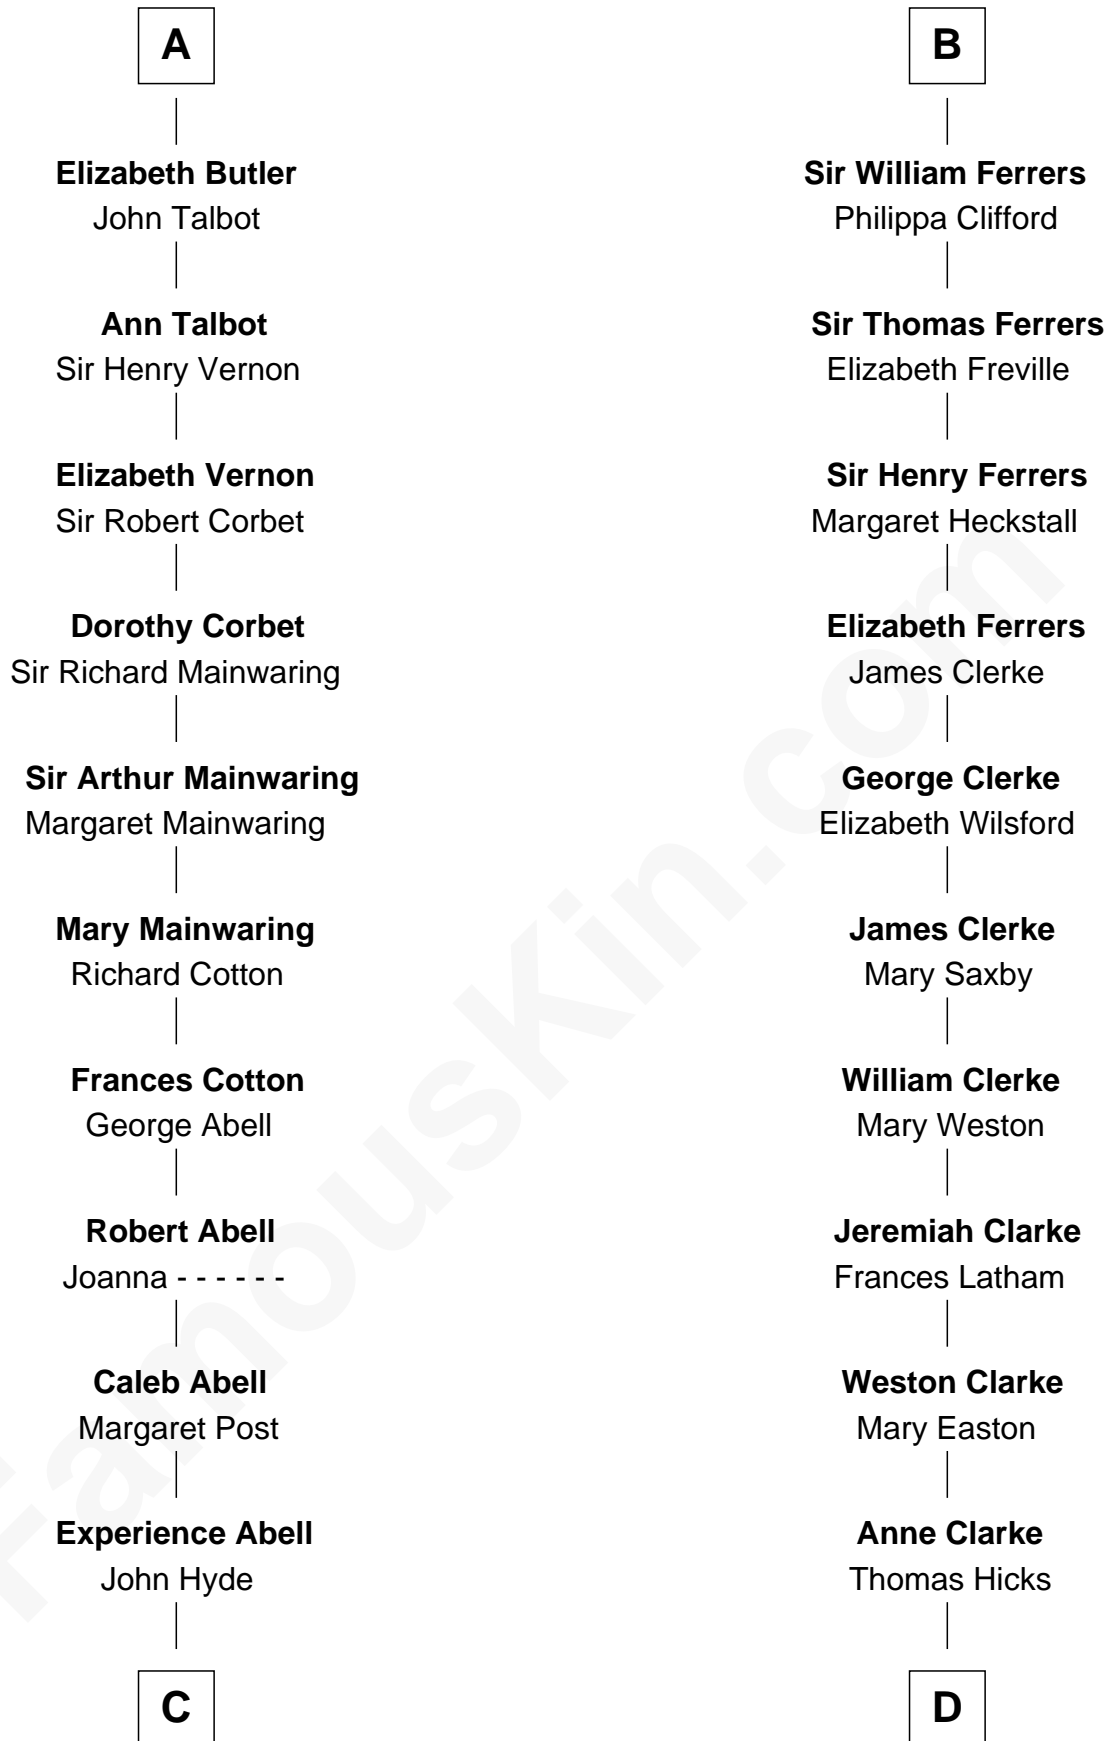 A
Elizabeth Butler
John Talbot
Ann Talbot
Sir Henry Vernon
Elizabeth Vernon
Sir Robert Corbet
Dorothy Corbet
Sir Richard Mainwaring
Sir Arthur Mainwaring
Margaret Mainwaring
Mary Mainwaring
Richard Cotton
Frances Cotton
George Abell
Robert Abell
Joanna - - - - - -
Caleb Abell
Margaret Post
Experience Abell
John Hyde
C
B
Sir William Ferrers
Philippa Clifford
Sir Thomas Ferrers
Elizabeth Freville
Sir Henry Ferrers
Margaret Heckstall
Elizabeth Ferrers
James Clerke
George Clerke
Elizabeth Wilsford
James Clerke
Mary Saxby
William Clerke
Mary Weston
Jeremiah Clarke
Frances Latham
Weston Clarke
Mary Easton
Anne Clarke
Thomas Hicks
D
FamousKin.com